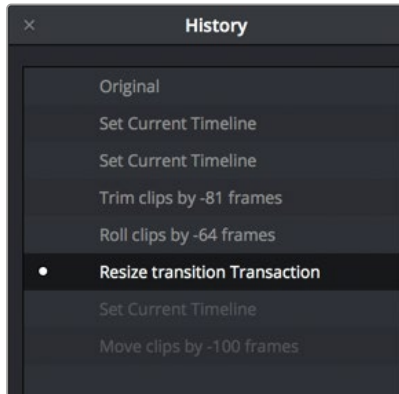 History
Original
Set Current Timeline
Set Current Timeline
Trim clips by -81 frames
Roll clips by -64 frames
Resize transition Transaction
Set Current Timeline
Move clips by -100 frames